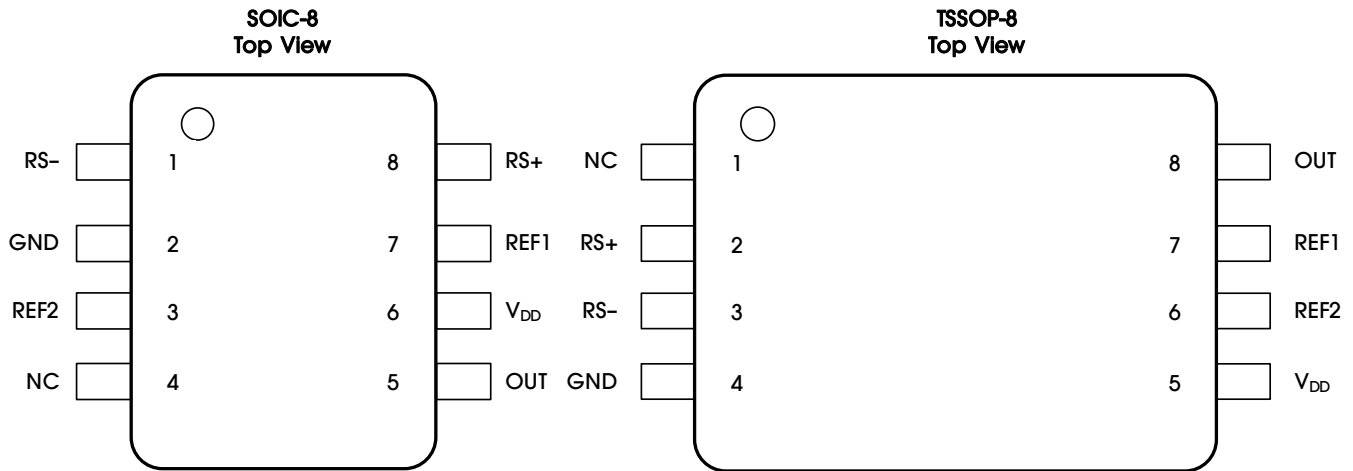 SOIC-8
Top View
RS– 1 8 RS+
GND 2 7 REF1
REF2 3 6 VDD
NC 4 5 OUT
TSSOP-8
Top View
NC 1 8 OUT
RS+ 2 7 REF1
RS– 3 6 REF2
GND 4 5 VDD